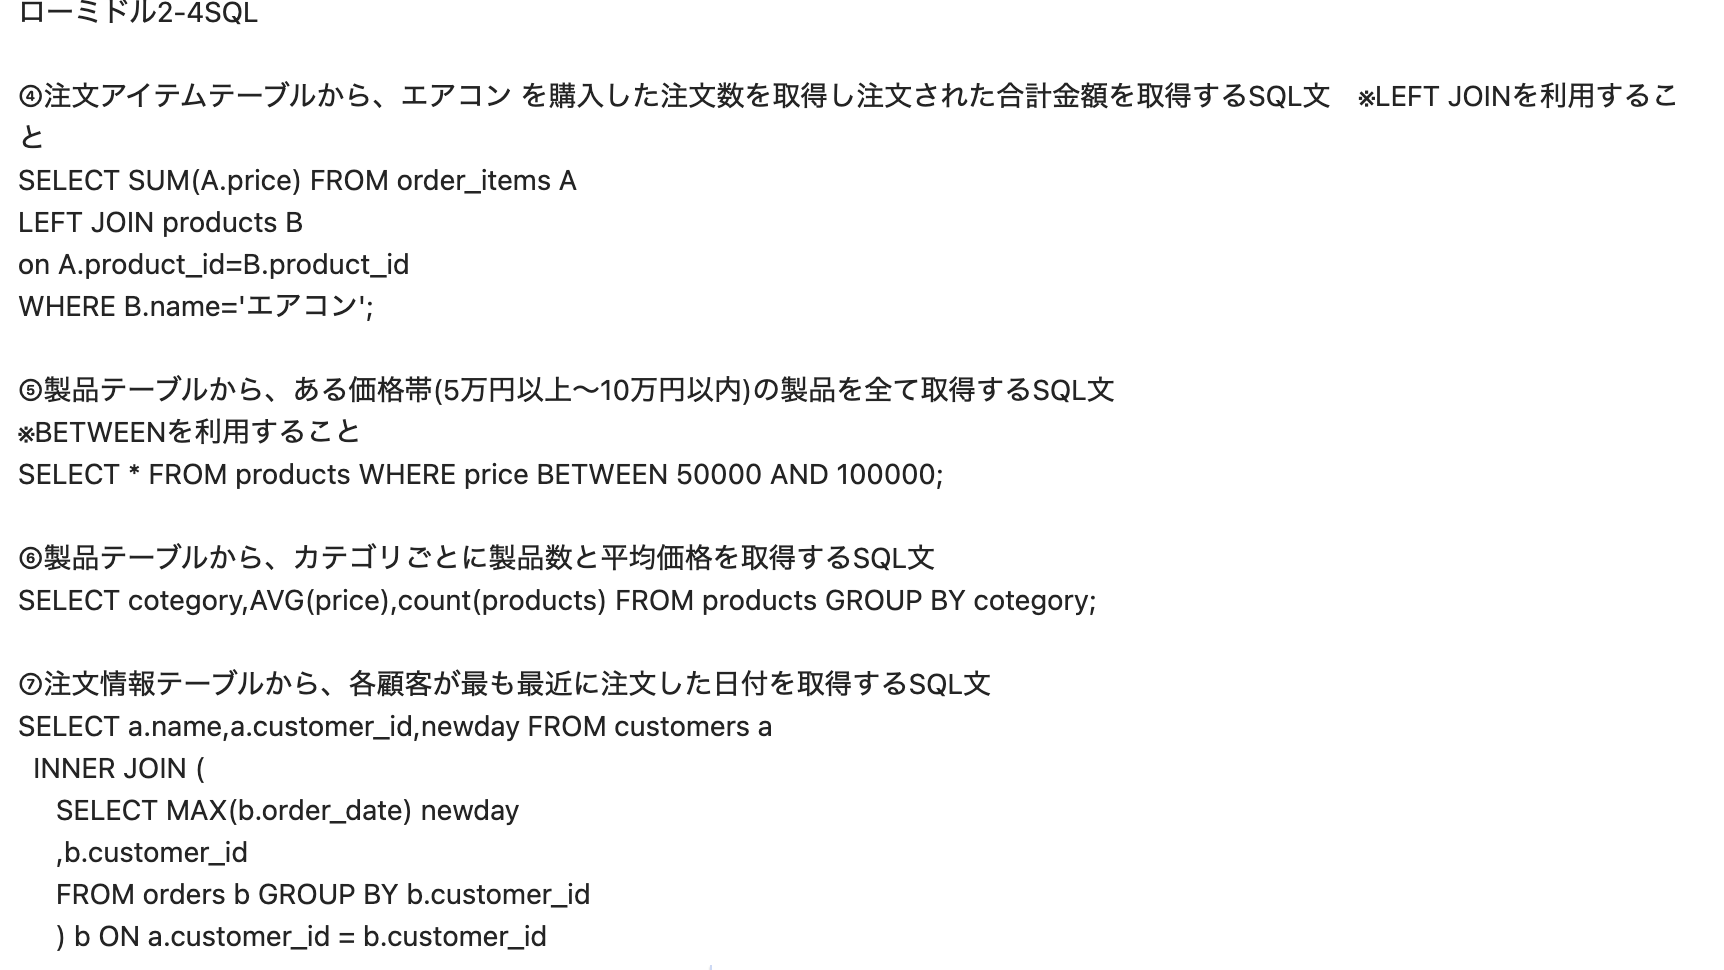 ローミドル2-4SQL
④注文アイテムテーブルから、エアコン を購入した注文数を取得し注文された合計金額を取得するSQL文　※LEFT JOINを利用するこ
と
SELECT SUM(A.price) FROM order_items A
LEFT JOIN products B
on A.product_id=B.product_id
WHERE B.name='エアコン';
⑤製品テーブルから、ある価格帯(5万円以上〜10万円以内)の製品を全て取得するSQL文
※BETWEENを利用すること
SELECT * FROM products WHERE price BETWEEN 50000 AND 100000;
⑥製品テーブルから、カテゴリごとに製品数と平均価格を取得するSQL文
SELECT cotegory,AVG(price),count(products) FROM products GROUP BY cotegory;
⑦注文情報テーブルから、各顧客が最も最近に注文した日付を取得するSQL文
SELECT a.name,a.customer_id,newday FROM customers a
INNER JOIN (
SELECT MAX(b.order_date) newday
,b.customer_id
FROM orders b GROUP BY b.customer_id
) b ON a.customer_id = b.customer_id